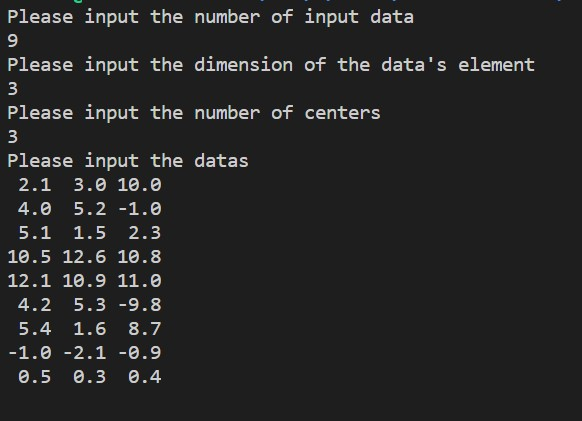 Please input the number of input data
9
Please input the dimension of the data's element
3
Please input the number of centers
3
Please input the datas
 2.1  3.0 10.0
 4.0  5.2 -1.0
 5.1  1.5  2.3
10.5 12.6 10.8
12.1 10.9 11.0
 4.2  5.3 -9.8
 5.4  1.6  8.7
-1.0 -2.1 -0.9
 0.5  0.3  0.4